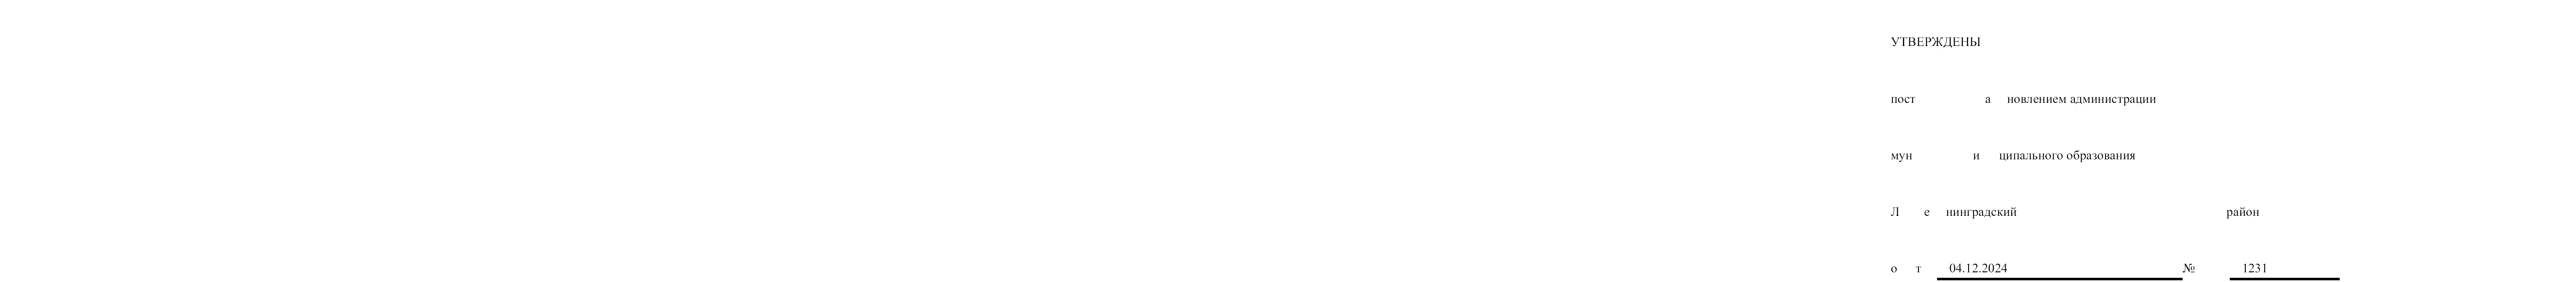 УТВЕРЖДЕНЫ
постановлением администрации
муниципального образования
Ленинградский район
от 04.12.2024 № 1231